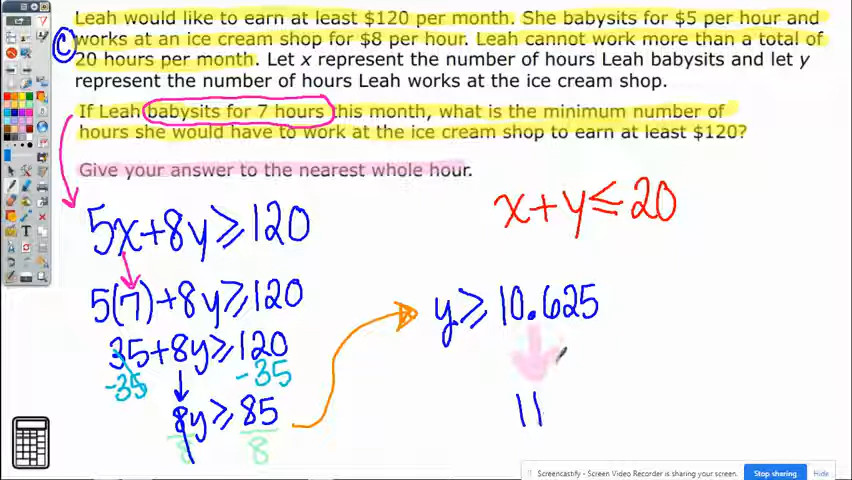 Leah would like to earn at least $120 per month. She babysits for $5 per hour and
works at an ice cream shop for $8 per hour. Leah cannot work more than a total of
20 hours per month. Let x represent the number of hours Leah babysits and let y
represent the number of hours Leah works at the ice cream shop.
C
If Leah babysits for 7 hours this month, what is the minimum number of
hours she would have to work at the ice cream shop to earn at least $120?
Give your answer to the nearest whole hour.
5x+8y≥120
x+y≤20
5(7)+8y≥120
y≥10.625
35+8y≥120
-35 -35
8y≥85
8 8
11
Screencastify - Screen Video Recorder is sharing your screen.
Stop sharing
Hide